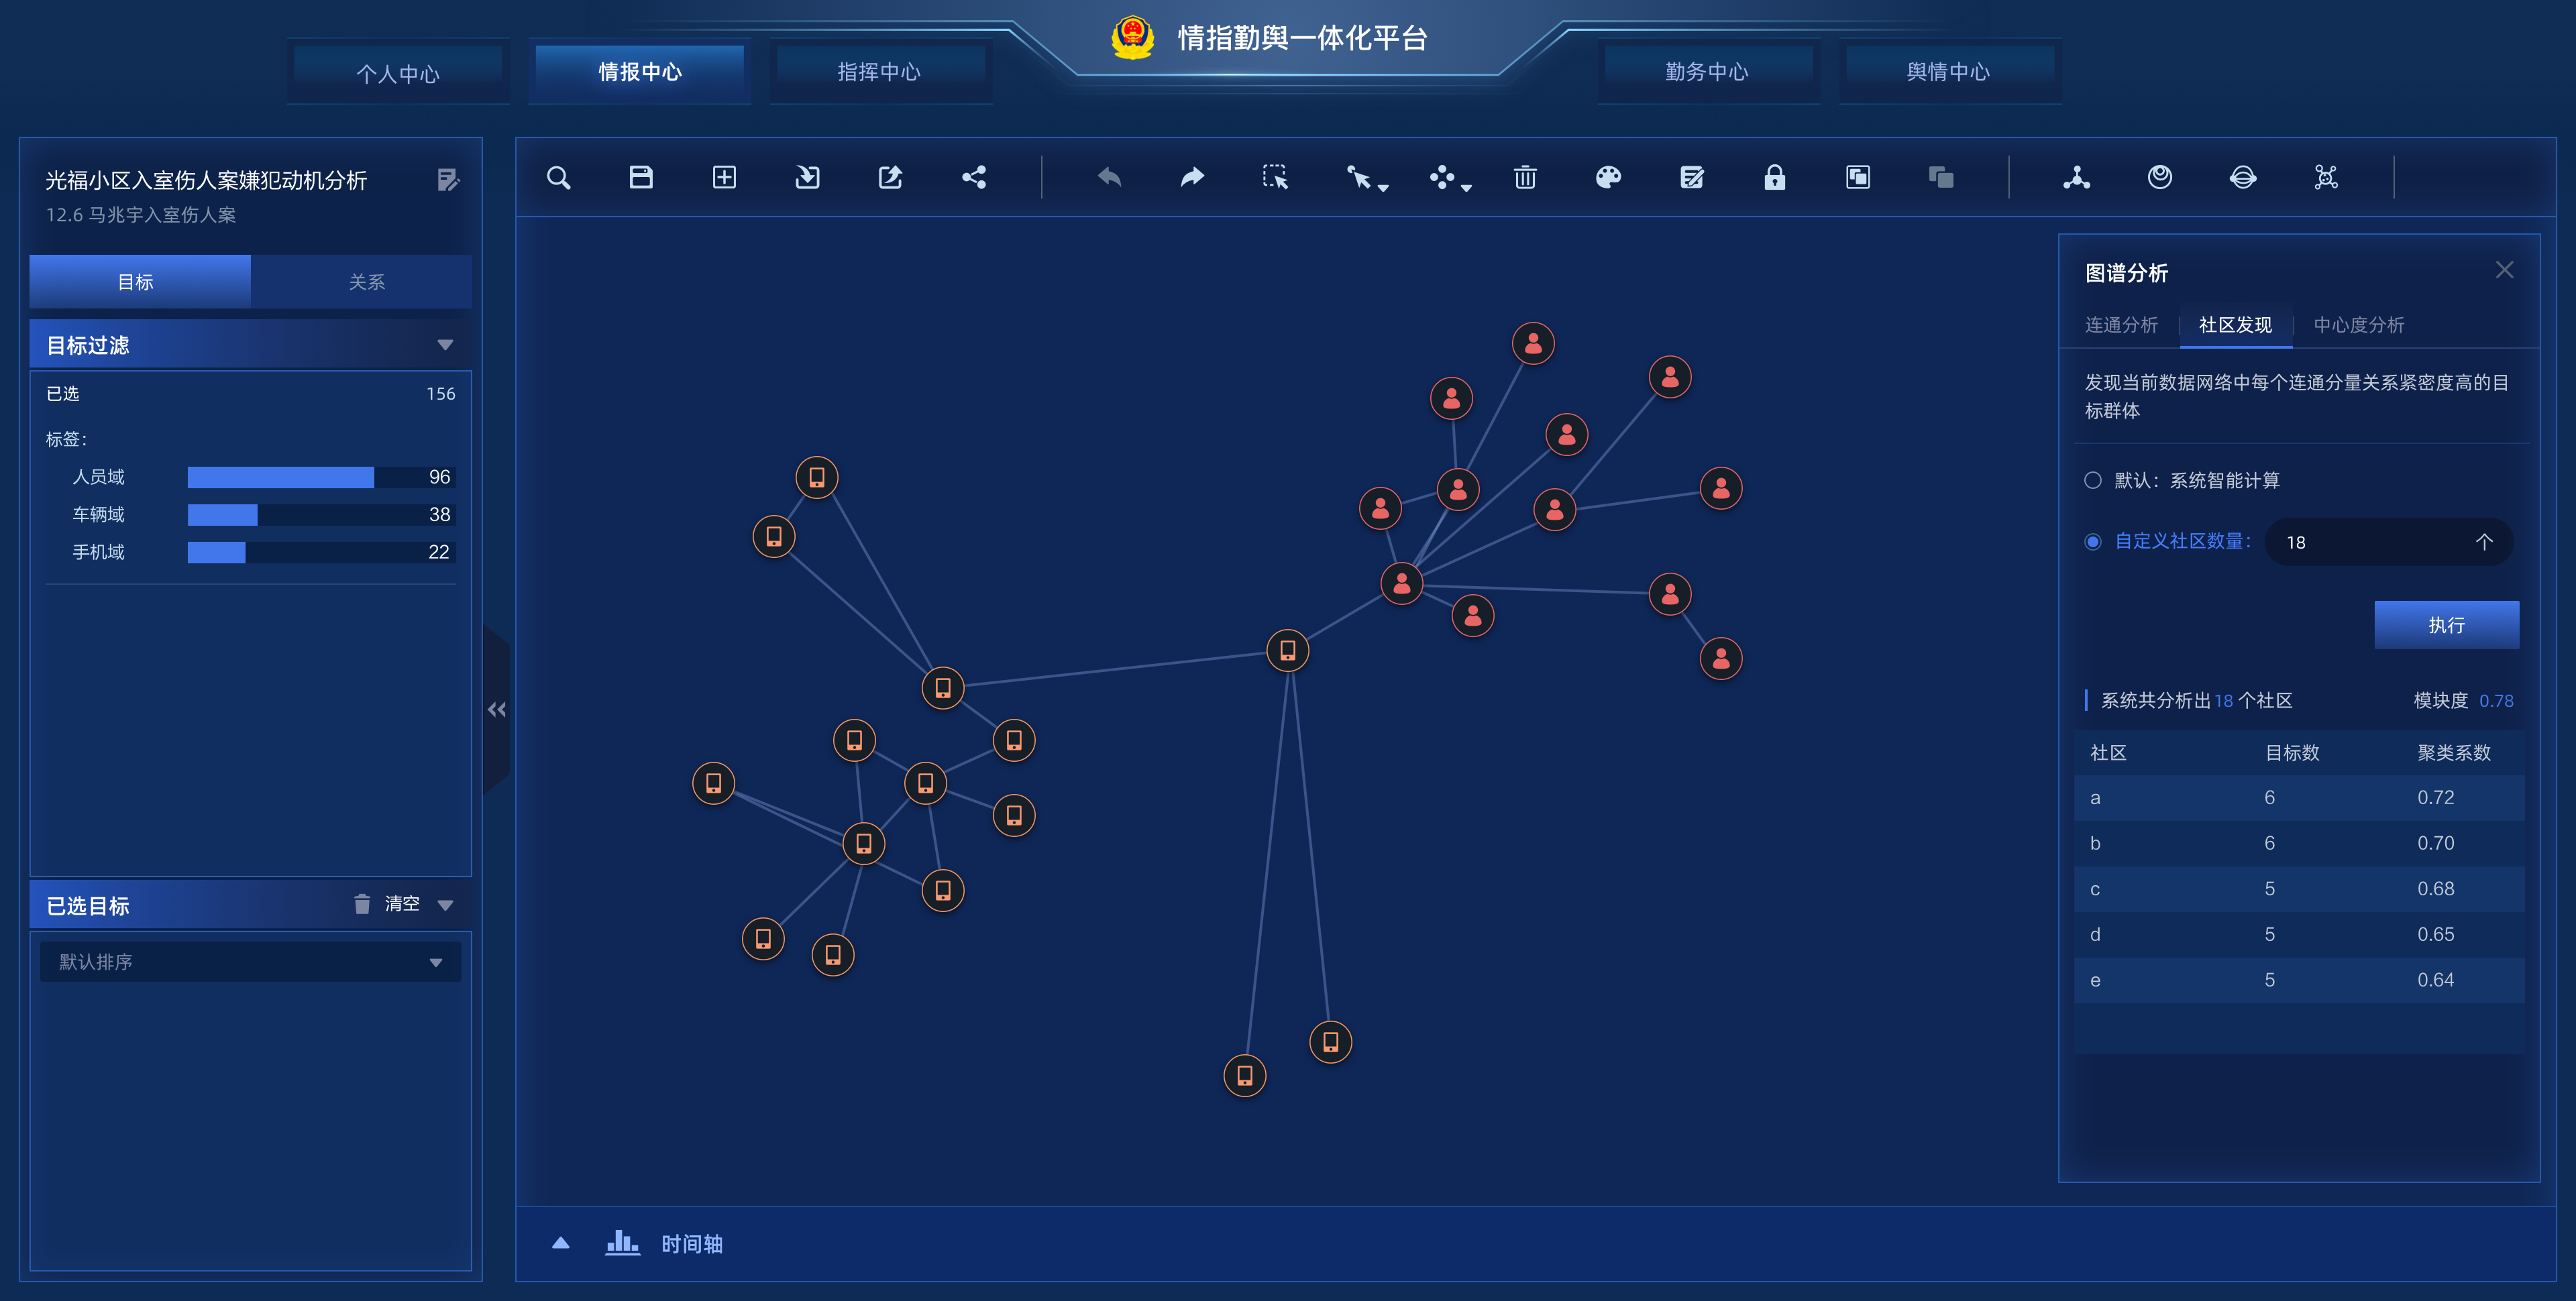 情指勤舆一体化平台
个人中心
情报中心
指挥中心
勤务中心
舆情中心
光福小区入室伤人案嫌犯动机分析
12.6 马兆宇入室伤人案
目标
关系
目标过滤
已选 156
标签：
人员域 96
车辆域 38
手机域 22
已选目标
清空
默认排序
图谱分析
连通分析
社区发现
中心度分析
发现当前数据网络中每个连通分量关系紧密度高的目
标群体
默认：系统智能计算
自定义社区数量： 18 个
执行
系统共分析出 18 个社区 模块度 0.78
社区 目标数 聚类系数
a 6 0.72
b 6 0.70
c 5 0.68
d 5 0.65
e 5 0.64
时间轴